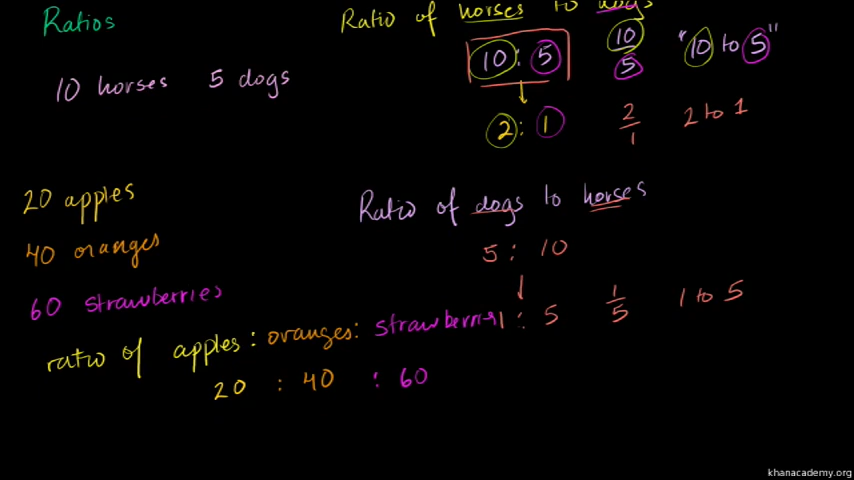 Ratios
Ratio of horses to dogs
10 horses 5 dogs
10 : 5 10/5 "10 to 5"
2 : 1 2/1 2 to 1
20 apples
40 oranges
60 strawberries
Ratio of dogs to horses
5 : 10
1 : 5 1/5 1 to 5
ratio of apples : oranges : strawberries
20 : 40 : 60
khanacademy.org